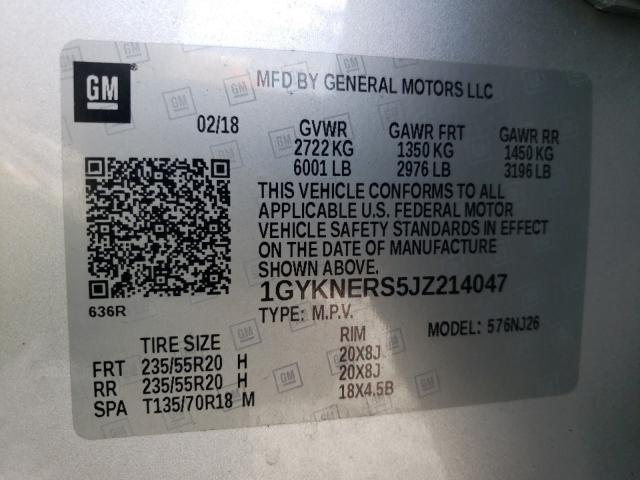 GM
MFD BY GENERAL MOTORS LLC
02/18 GVWR GAWR FRT GAWR RR
2722 KG 1350 KG 1450 KG
6001 LB 2976 LB 3196 LB
THIS VEHICLE CONFORMS TO ALL
APPLICABLE U.S. FEDERAL MOTOR
VEHICLE SAFETY STANDARDS IN EFFECT
ON THE DATE OF MANUFACTURE
SHOWN ABOVE.
1GYKNERS5JZ214047
636R
TYPE: M.P.V. MODEL: 576NJ26
TIRE SIZE RIM
FRT 235/55R20 H 20X8J
RR 235/55R20 H 20X8J
SPA T135/70R18 M 18X4.5B